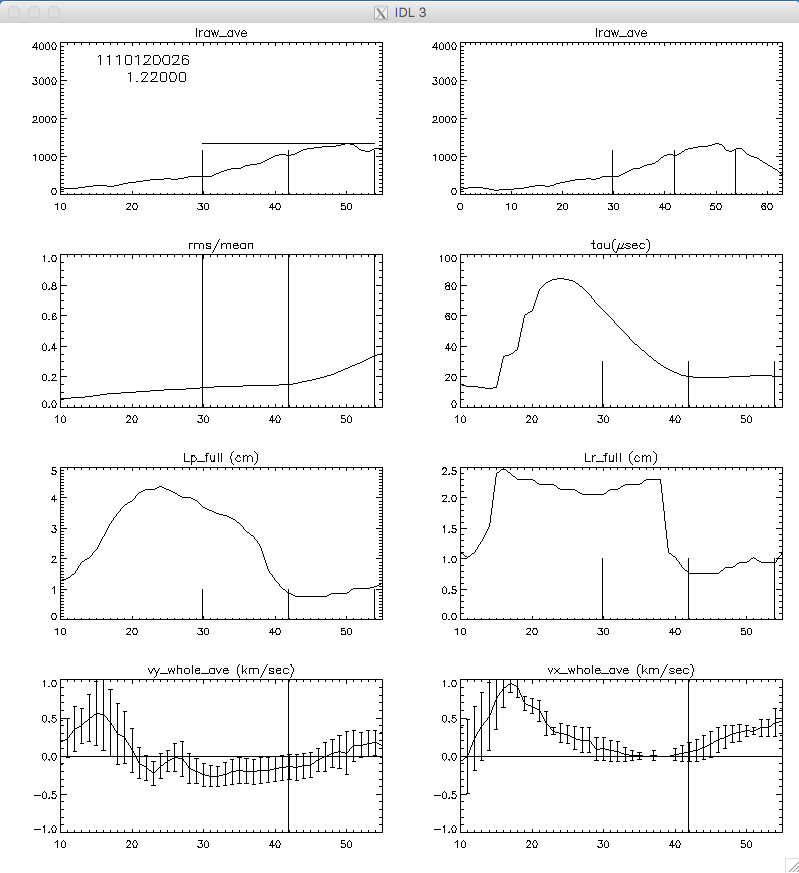 IDL 3
Iraw_ave
Iraw_ave
4000
3000
2000
1000
0
1110120026
1.22000
10 20 30 40 50
4000
3000
2000
1000
0
0 10 20 30 40 50 60
rms/mean
tau(μsec)
1.0
0.8
0.6
0.4
0.2
0.0
10 20 30 40 50
100
80
60
40
20
0
10 20 30 40 50
Lp_full (cm)
Lr_full (cm)
5
4
3
2
1
0
10 20 30 40 50
2.5
2.0
1.5
1.0
0.5
0.0
10 20 30 40 50
vy_whole_ave (km/sec)
vx_whole_ave (km/sec)
1.0
0.5
0.0
-0.5
-1.0
10 20 30 40 50
1.0
0.5
0.0
-0.5
-1.0
10 20 30 40 50